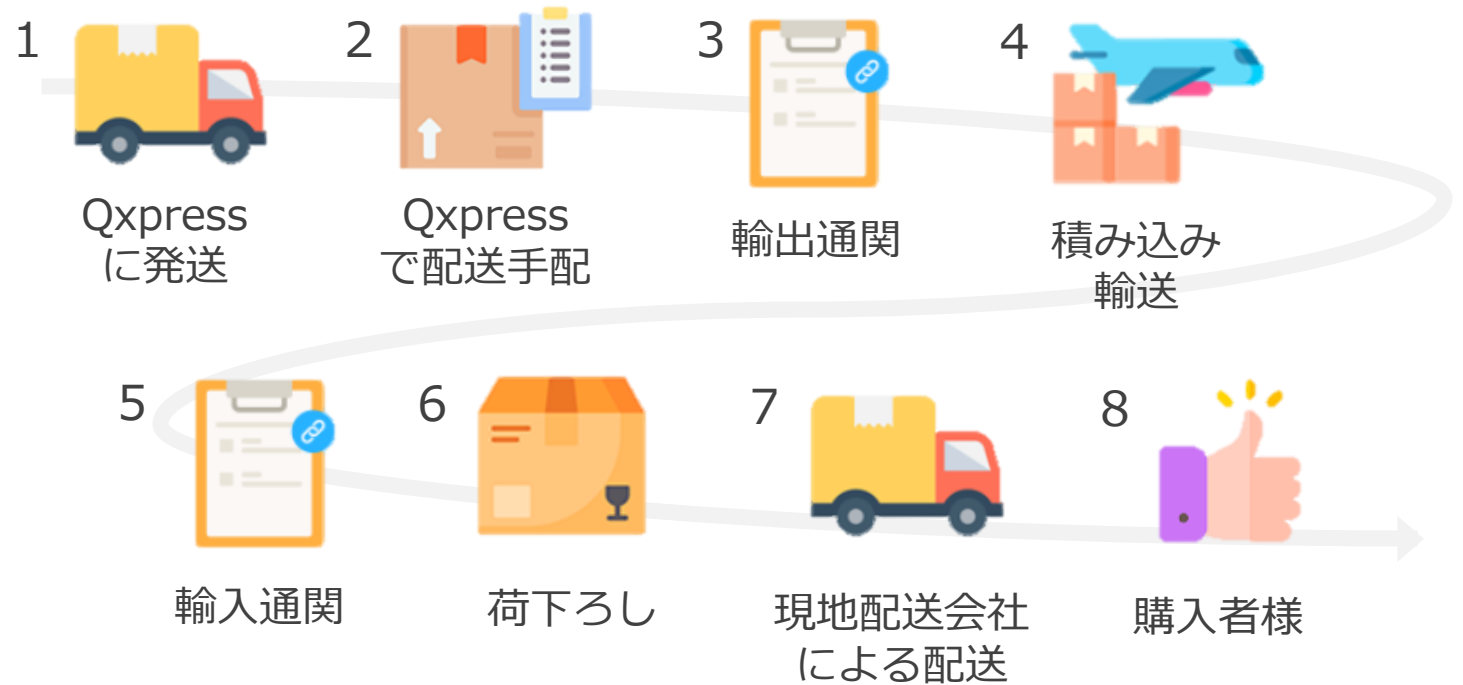 1
Qxpress
に発送
2
Qxpress
で配送手配
3
輸出通関
4
積み込み
輸送
5
輸入通関
6
荷下ろし
7
現地配送会社
による配送
8
購入者様